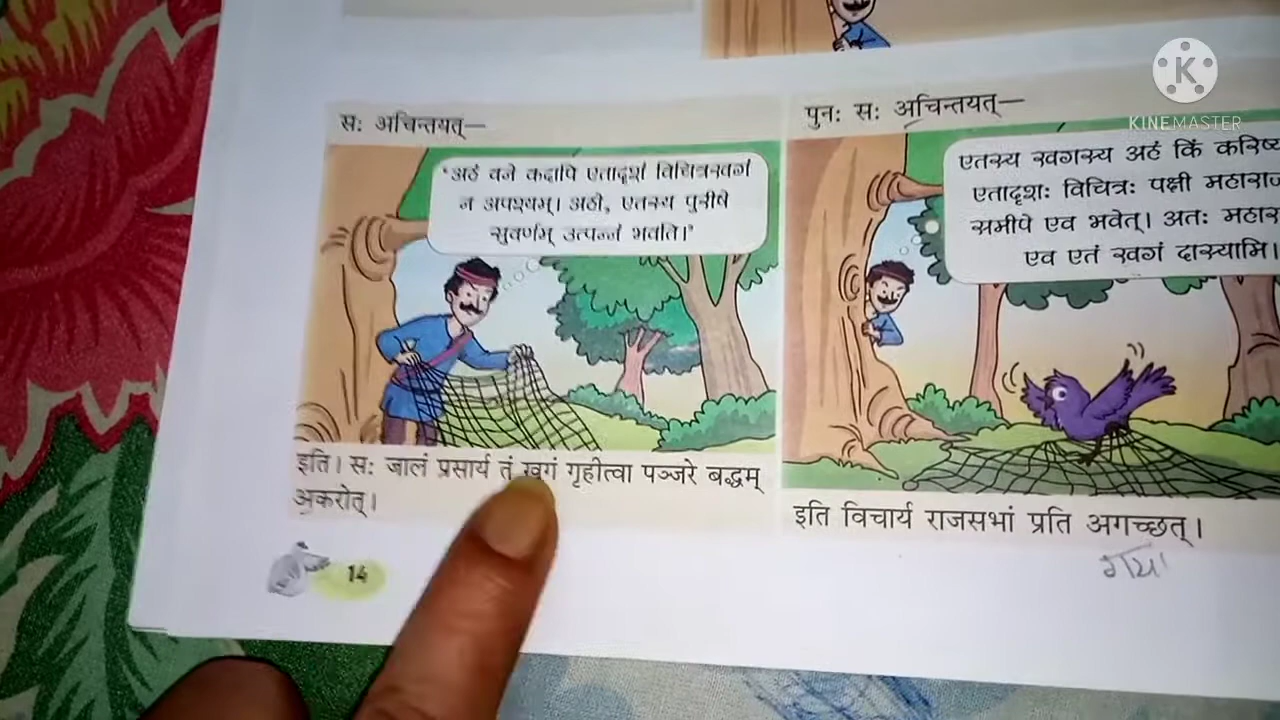 K
KINEMASTER
सः अचिन्तयत्—
'अहं वने कदापि एतादृशं विचित्रखगं
न अपश्यम्। अहो, एतस्य पुरीषे
सुवर्णम् उत्पन्नं भवति।'
इति। सः जालं प्रसार्य तं खगं गृहीत्वा पञ्जरे बद्धम्
अकरोत्।
14
पुनः सः अचिन्तयत्—
एतस्य खगस्य अहं किं करिष्य
एतादृशः विचित्रः पक्षी महाराज
समीपे एव भवेत्। अतः महारा
एव एतं खगं दास्यामि।
इति विचार्य राजसभां प्रति अगच्छत्।
गया